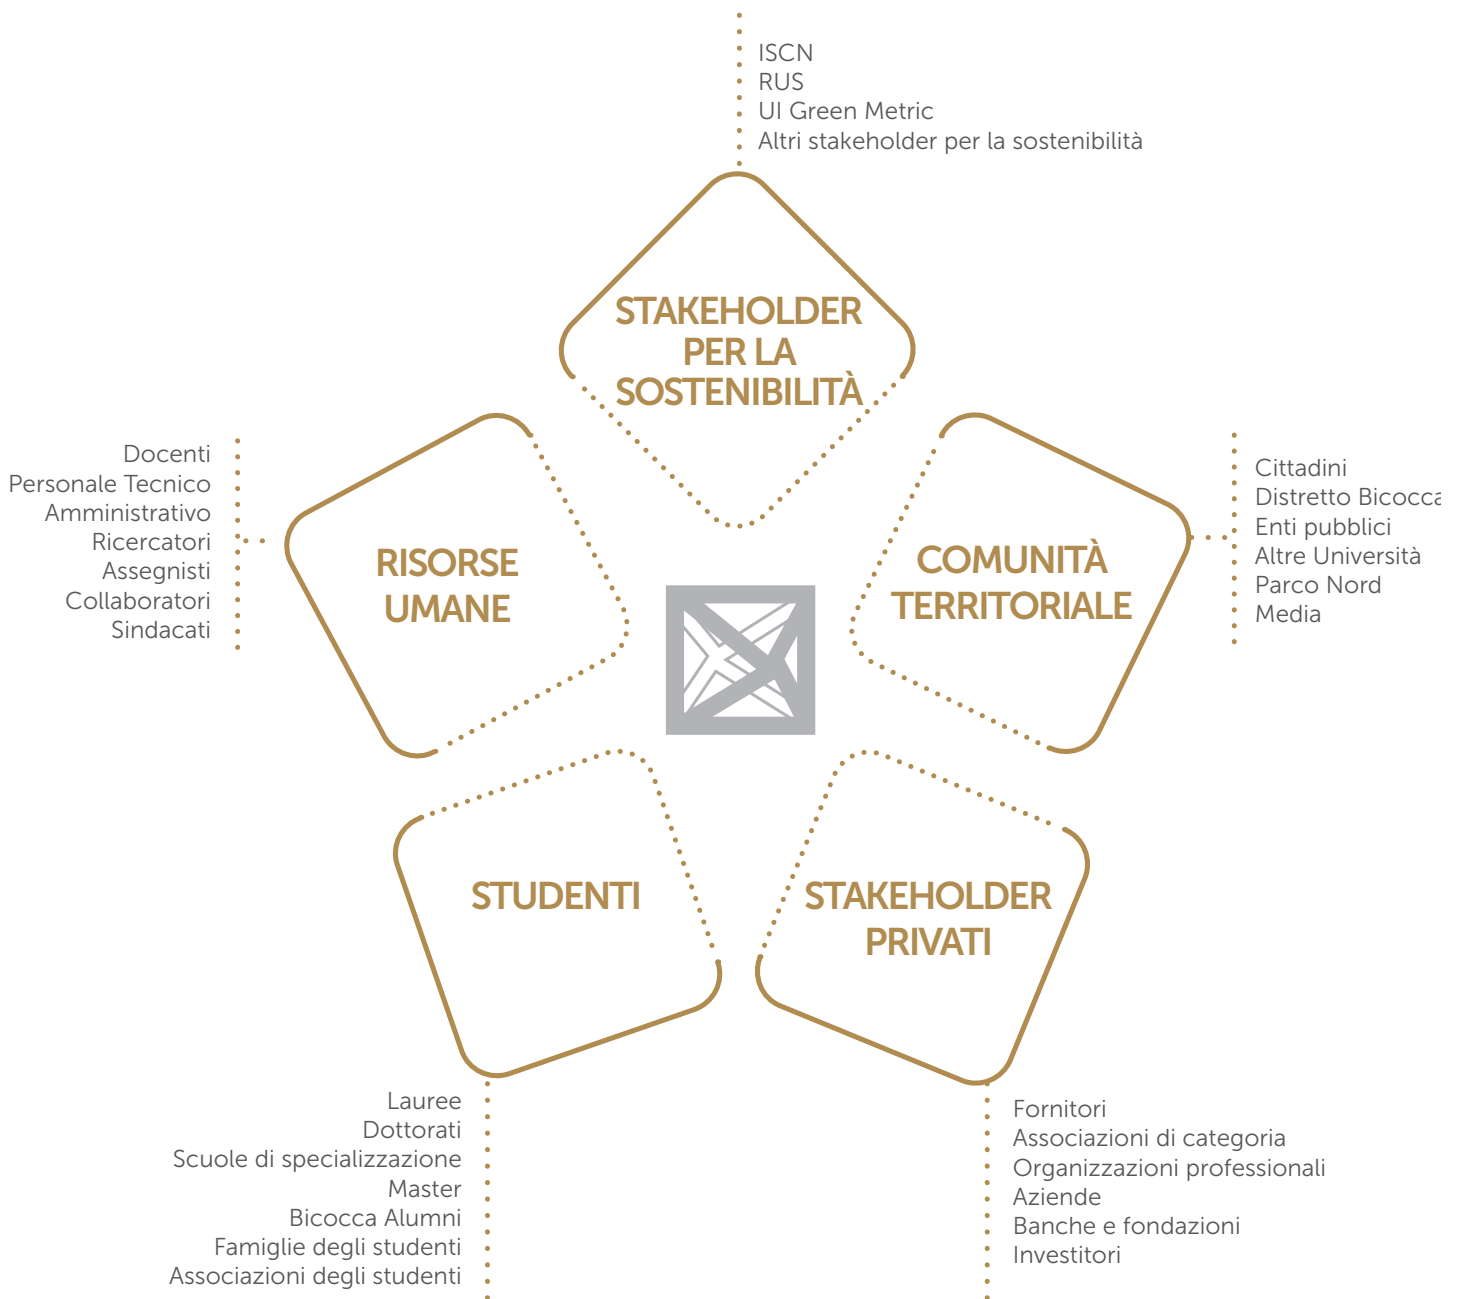 ISCN
RUS
UI Green Metric
Altri stakeholder per la sostenibilità
STAKEHOLDER
PER LA
SOSTENIBILITÀ
Docenti
Personale Tecnico
Amministrativo
Ricercatori
Assegnisti
Collaboratori
Sindacati
RISORSE
UMANE
COMUNITÀ
TERRITORIALE
Cittadini
Distretto Bicocca
Enti pubblici
Altre Università
Parco Nord
Media
STUDENTI
STAKEHOLDER
PRIVATI
Lauree
Dottorati
Scuole di specializzazione
Master
Bicocca Alumni
Famiglie degli studenti
Associazioni degli studenti
Fornitori
Associazioni di categoria
Organizzazioni professionali
Aziende
Banche e fondazioni
Investitori